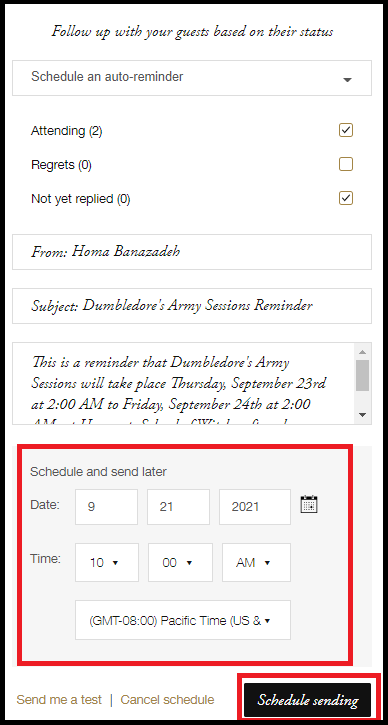 Follow up with your guests based on their status
Schedule an auto-reminder
Attending (2)
Regrets (0)
Not yet replied (0)
From: Homa Banazadeh
Subject: Dumbledore's Army Sessions Reminder
This is a reminder that Dumbledore's Army
Sessions will take place Thursday, September 23rd
at 2:00 AM to Friday, September 24th at 2:00
AM
Schedule and send later
Date: 9 21 2021
Time: 10 00 AM
(GMT-08:00) Pacific Time (US &
Send me a test | Cancel schedule Schedule sending